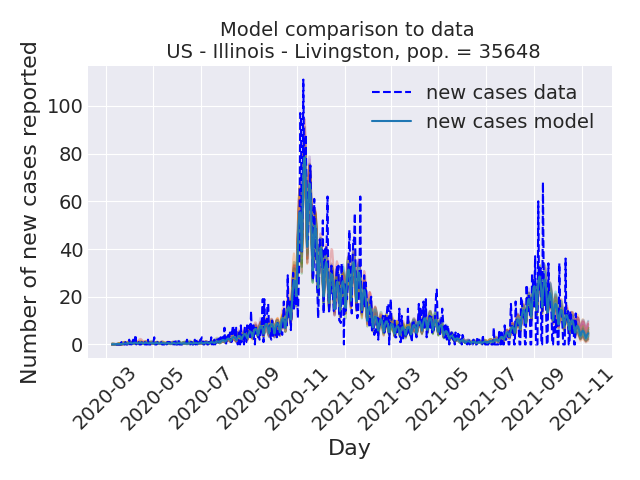 Model comparison to data
US - Illinois - Livingston, pop. = 35648
Number of new cases reported
100
80
60
40
20
0
new cases data
new cases model
2020-03
2020-05
2020-07
2020-09
2020-11
2021-01
2021-03
2021-05
2021-07
2021-09
2021-11
Day